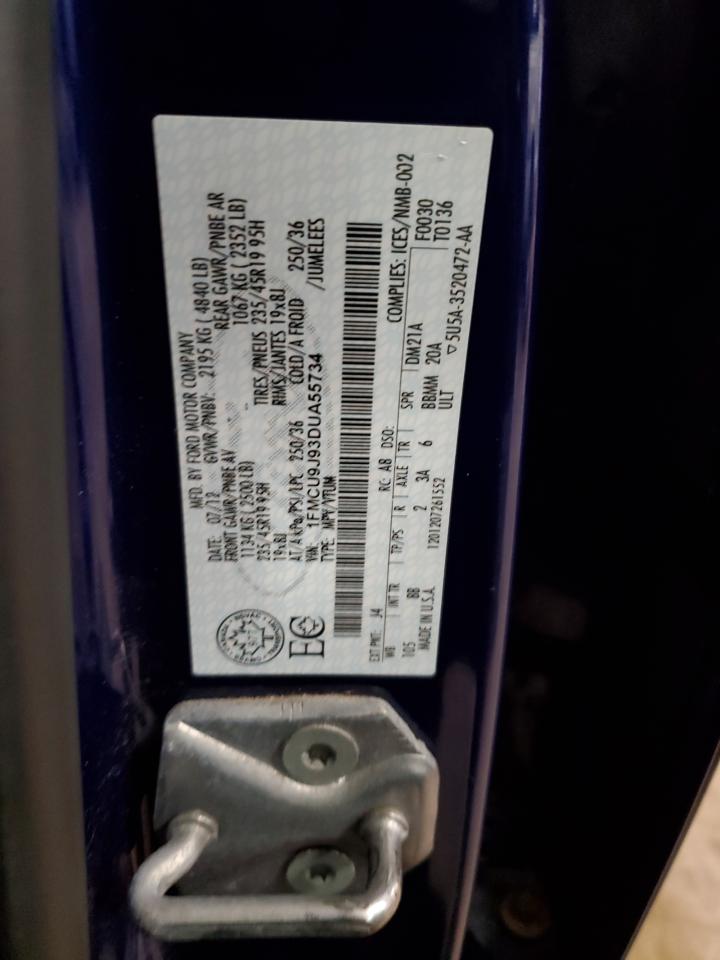 MFD. BY FORD MOTOR COMPANY
DATE: 07/12 GVWR/PNBV: 2195 KG ( 4840 LB)
FRONT GAWR/PNBE AV REAR GAWR/PNBE AR
1134 KG ( 2500 LB) 1067 KG ( 2352 LB)
235/45R19 95H TIRES/PNEUS 235/45R19 95H
19x8J RIMS/JANTES 19x8J
AT/A kPa/PSI/LPC 250/36 COLD/A FROID 250/36
VIN: 1FMCU9J93DUA55734 /JUMELEES
TYPE: MPV/VTUM
EC
COMPLIES: ICES/NMB-002
EXT PNT: J4 RC: A8 DSO:
WB INT TR TP/PS R AXLE TR SPR DM21A F0030
105 BB 2 3A 6 BBMM 20A T0136
MADE IN U.S.A. 1201207261552 ULT ▽5U5A-3520472-AA